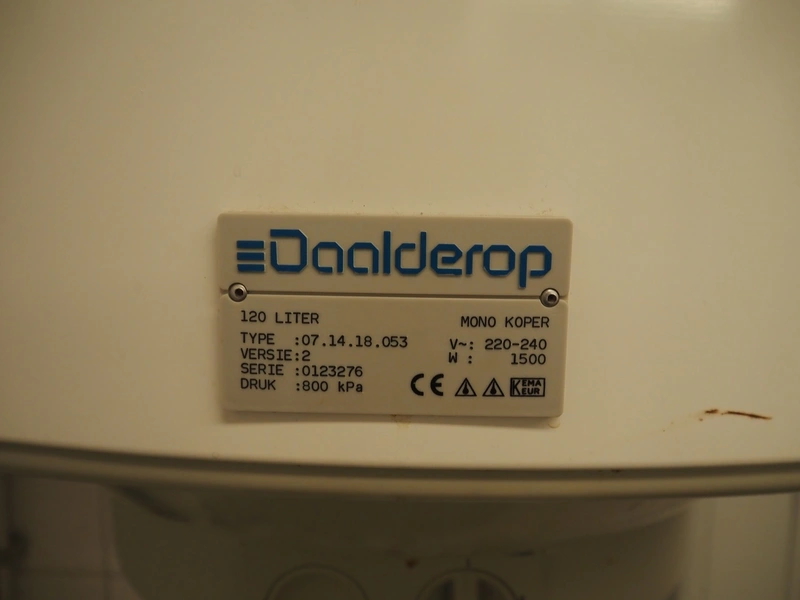 Daalderop
120 LITER MONO KOPER
TYPE :07.14.18.053 V~: 220-240
VERSIE:2 W : 1500
SERIE :0123276
DRUK :800 kPa CE KEMA EUR